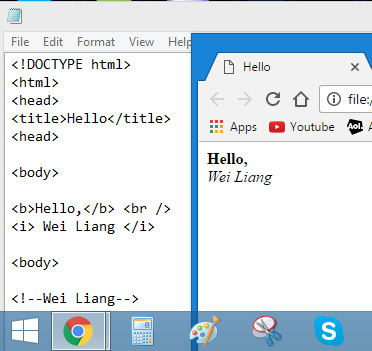 File Edit Format View Help
<!DOCTYPE html>
<html>
<head>
<title>Hello</title>
<head>
<body>
<b>Hello,</b> <br />
<i> Wei Liang </i>
<body>
<!--Wei Liang-->
Hello
file:/
Apps Youtube Aol.
Hello,
Wei Liang